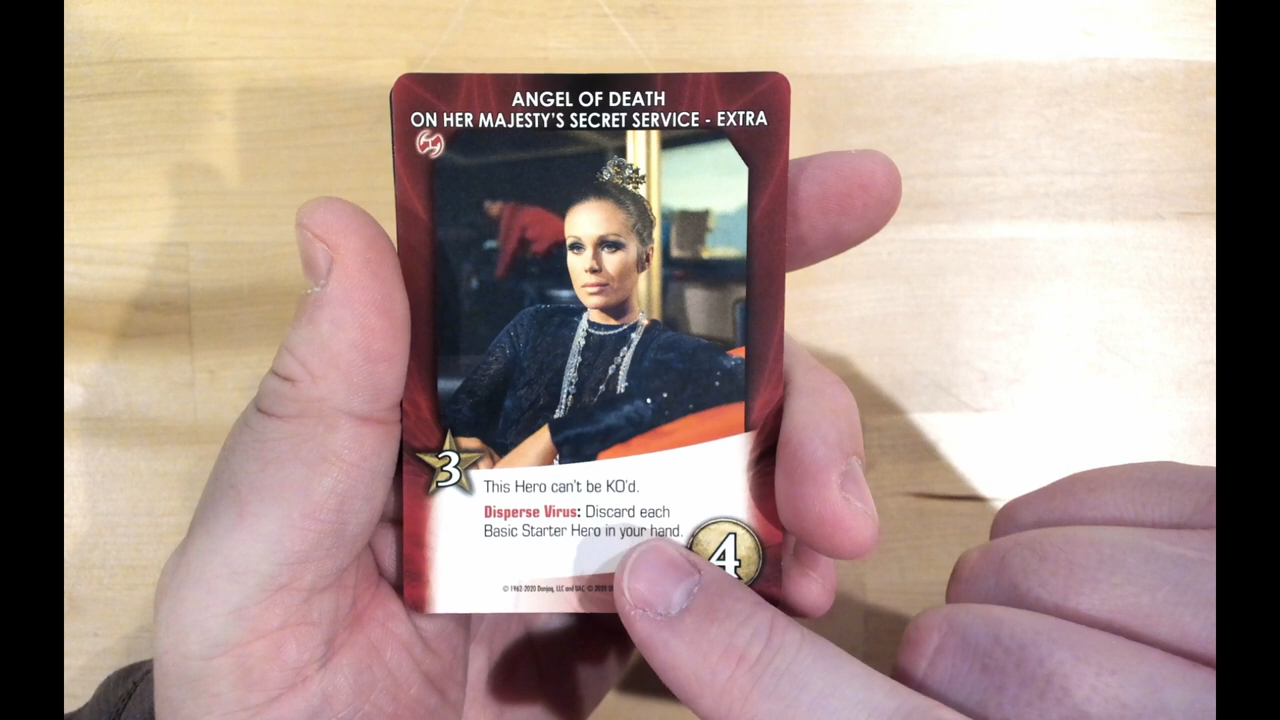 ANGEL OF DEATH
ON HER MAJESTY'S SECRET SERVICE - EXTRA
3
This Hero can't be KO'd.
Disperse Virus: Discard each
Basic Starter Hero in your hand.
4
© 1962-2020 Danjaq, LLC and UAC. © 2020